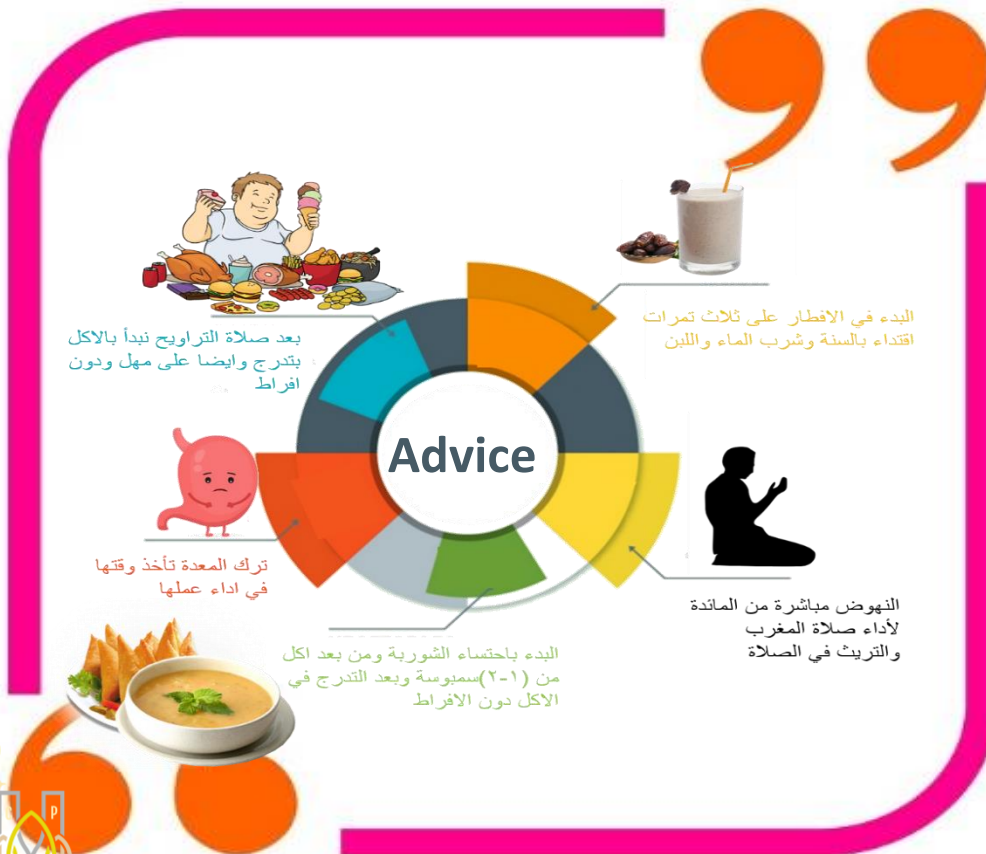 البدء في الافطار على ثلاث تمرات
اقتداء بالسنة وشرب الماء واللبن
بعد صلاة التراويح نبدأ بالاكل
بتدرج وايضا على مهل ودون
افراط
Advice
النهوض مباشرة من المائدة
لأداء صلاة المغرب
والتريث في الصلاة
ترك المعدة تأخذ وقتها
في اداء عملها
البدء باحتساء الشوربة ومن بعد اكل
من (١-٢)سمبوسة وبعد التدرج في
الاكل دون الافراط